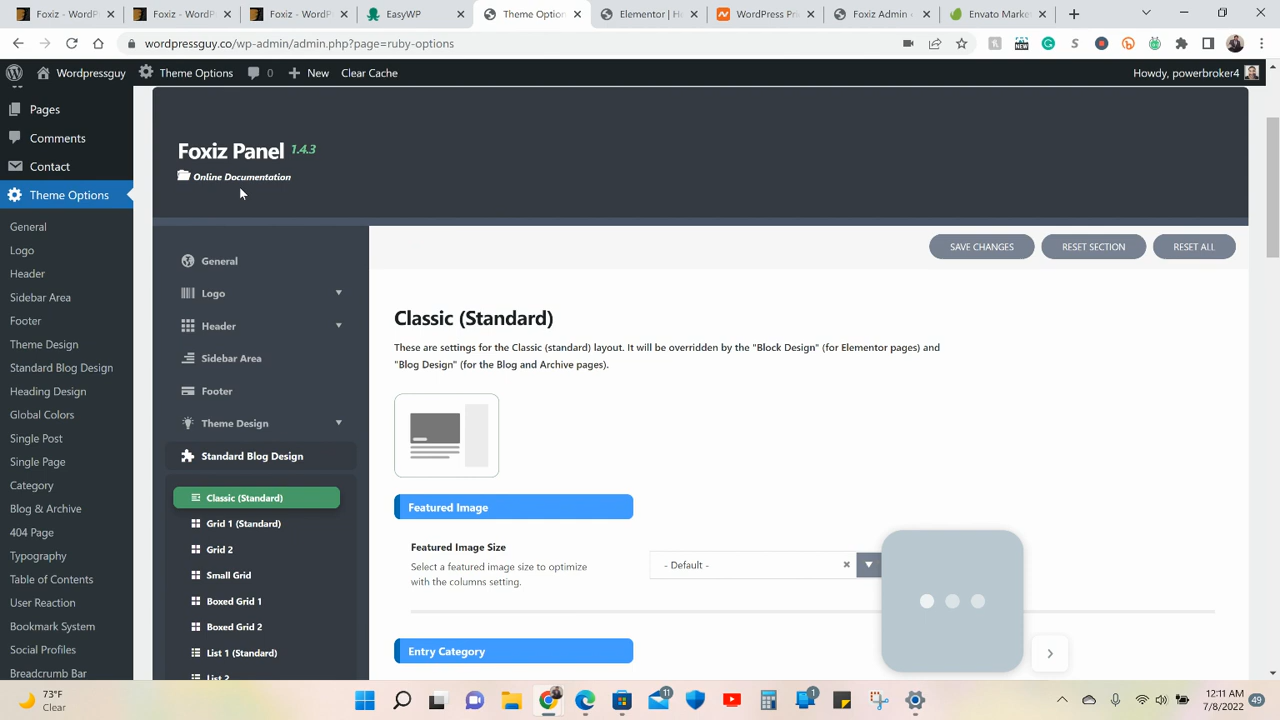 Foxiz - WordP
Foxiz - WordPr
Foxiz - WordPr
EasyWP
Theme Option
Elementor | H
WordPress Pri
Foxiz Admin
Envato Marke
wordpressguy.co/wp-admin/admin.php?page=ruby-options
Wordpressguy
Theme Options
0
New
Clear Cache
Howdy, powerbroker4
Pages
Comments
Contact
Theme Options
General
Logo
Header
Sidebar Area
Footer
Theme Design
Standard Blog Design
Heading Design
Global Colors
Single Post
Single Page
Category
Blog & Archive
404 Page
Typography
Table of Contents
User Reaction
Bookmark System
Social Profiles
Breadcrumb Bar
Foxiz Panel 1.4.3
Online Documentation
General
Logo
Header
Sidebar Area
Footer
Theme Design
Standard Blog Design
Classic (Standard)
Grid 1 (Standard)
Grid 2
Small Grid
Boxed Grid 1
Boxed Grid 2
List 1 (Standard)
List 2
SAVE CHANGES
RESET SECTION
RESET ALL
Classic (Standard)
These are settings for the Classic (standard) layout. It will be overridden by the "Block Design" (for Elementor pages) and
"Blog Design" (for the Blog and Archive pages).
Featured Image
Featured Image Size
Select a featured image size to optimize
with the columns setting.
- Default -
Entry Category
73°F
Clear
11
1
12:11 AM
7/8/2022
49